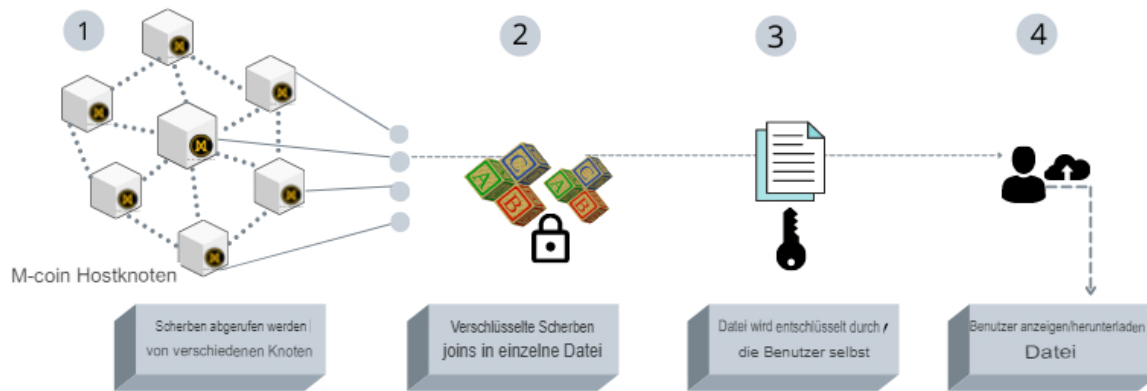 1
2
3
4
A
C
B
A
C
B
M-coin Hostknoten
Scherben abgerufen werden
von verschiedenen Knoten
Verschlüsselte Scherben
joins in einzelne Datei
Datei wird entschlüsselt durch
die Benutzer selbst
Benutzer anzeigen/herunterladen
Datei